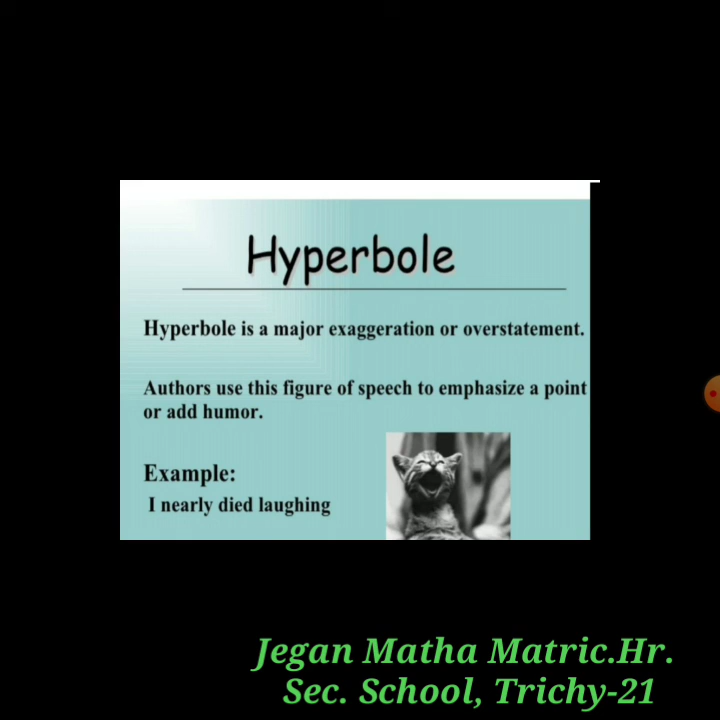 Hyperbole
Hyperbole is a major exaggeration or overstatement.
Authors use this figure of speech to emphasize a point
or add humor.
Example:
I nearly died laughing
Jegan Matha Matric.Hr.
Sec. School, Trichy-21